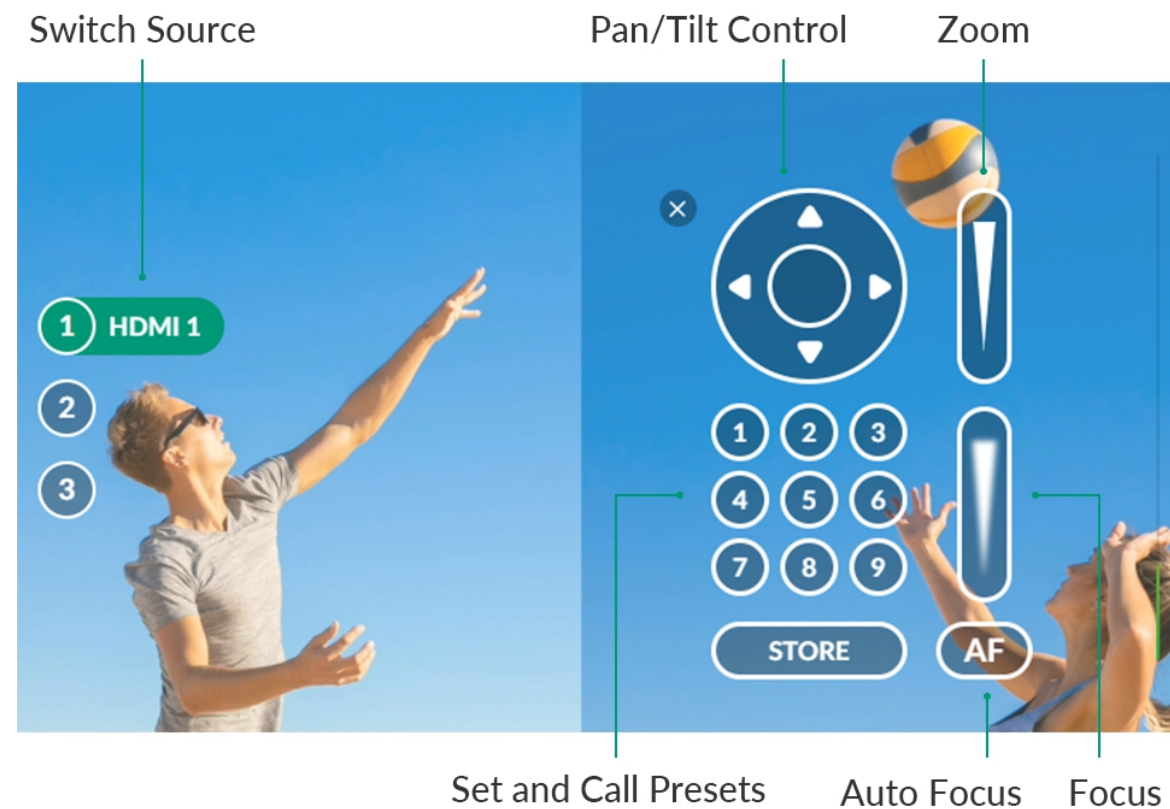 Switch Source
Pan/Tilt Control
Zoom
1 HDMI 1
2
3
1 2 3
4 5 6
7 8 9
STORE
AF
Set and Call Presets
Auto Focus
Focus